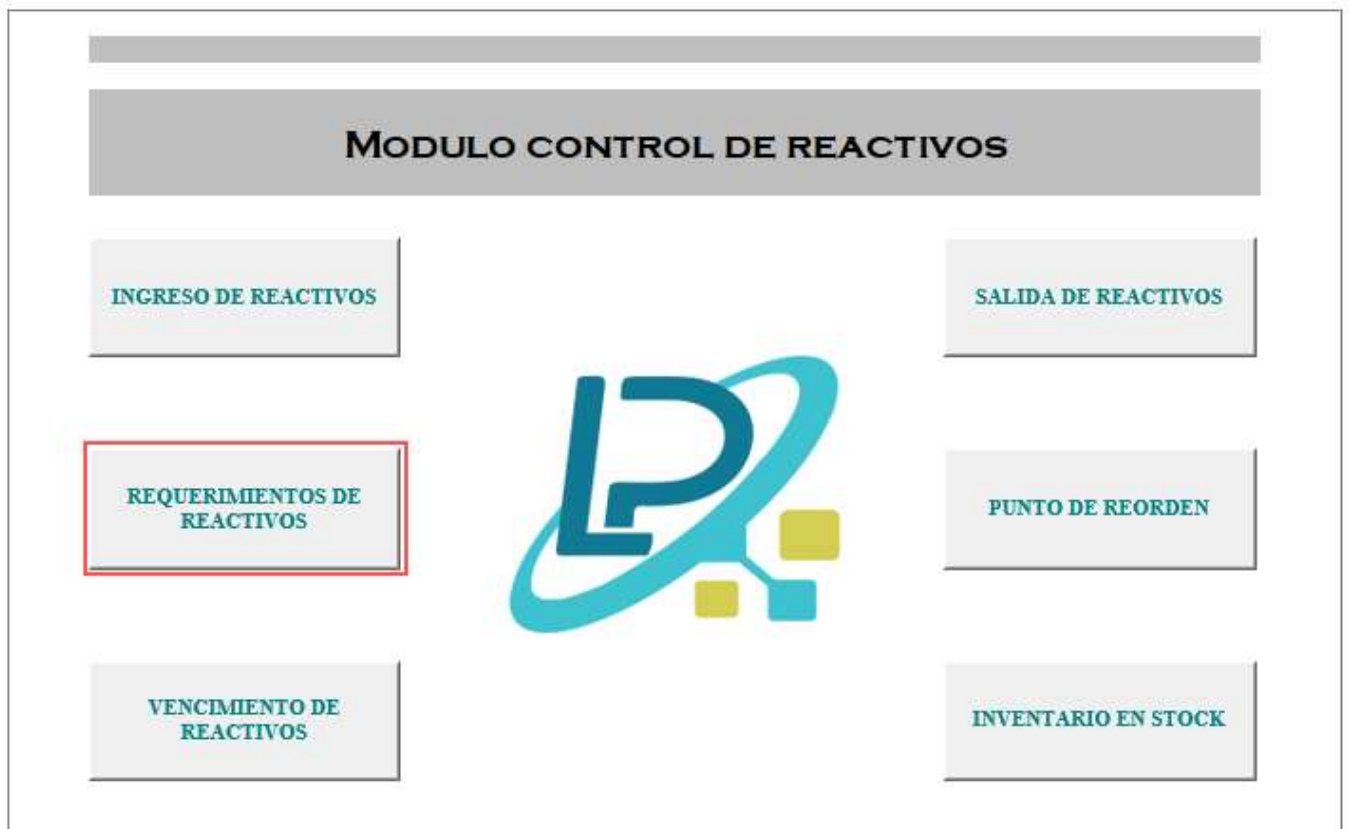 MODULO CONTROL DE REACTIVOS
INGRESO DE REACTIVOS
SALIDA DE REACTIVOS
REQUERIMIENTOS DE
REACTIVOS
PUNTO DE REORDEN
LP
VENCIMIENTO DE
REACTIVOS
INVENTARIO EN STOCK